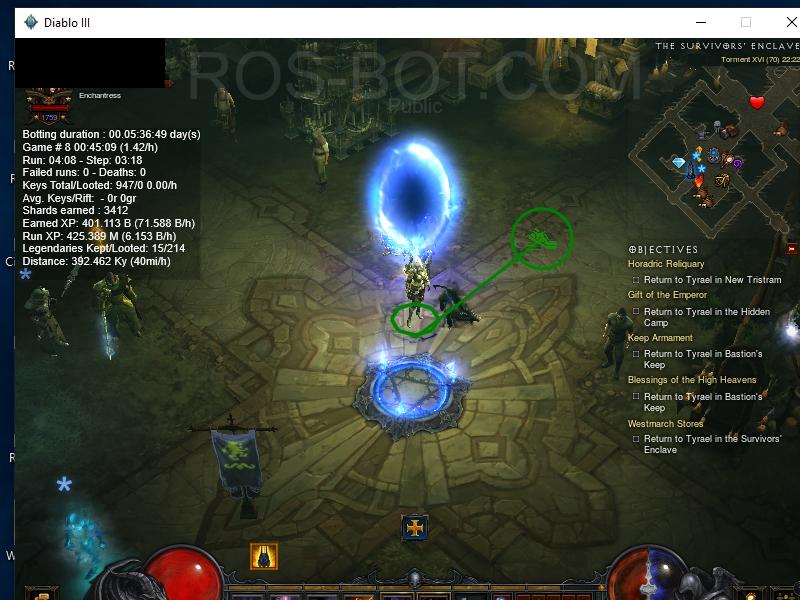 Diablo III
ROS-BOT.COM
Public
THE SURVIVORS' ENCLAVE
Torment XVI (70) 22:22
Enchantress
1759
Botting duration : 00.05:36:49 day(s)
Game # 8 00:45:09 (1.42/h)
Run: 04:08 - Step: 03:18
Failed runs: 0 - Deaths: 0
Keys Total/Looted: 947/0 0.00/h
Avg. Keys/Rift:  - 0r 0gr
Shards earned : 3412
Earned XP: 401.113 B (71.588 B/h)
Run XP: 425.389 M (6.153 B/h)
Legendaries Kept/Looted: 15/214
Distance: 392.462 Ky (40mi/h)
OBJECTIVES
Horadric Reliquary
Return to Tyrael in New Tristram
Gift of the Emperor
Return to Tyrael in the Hidden
Camp
Keep Armament
Return to Tyrael in Bastion's
Keep
Blessings of the High Heavens
Return to Tyrael in Bastion's
Keep
Westmarch Stores
Return to Tyrael in the Survivors'
Enclave